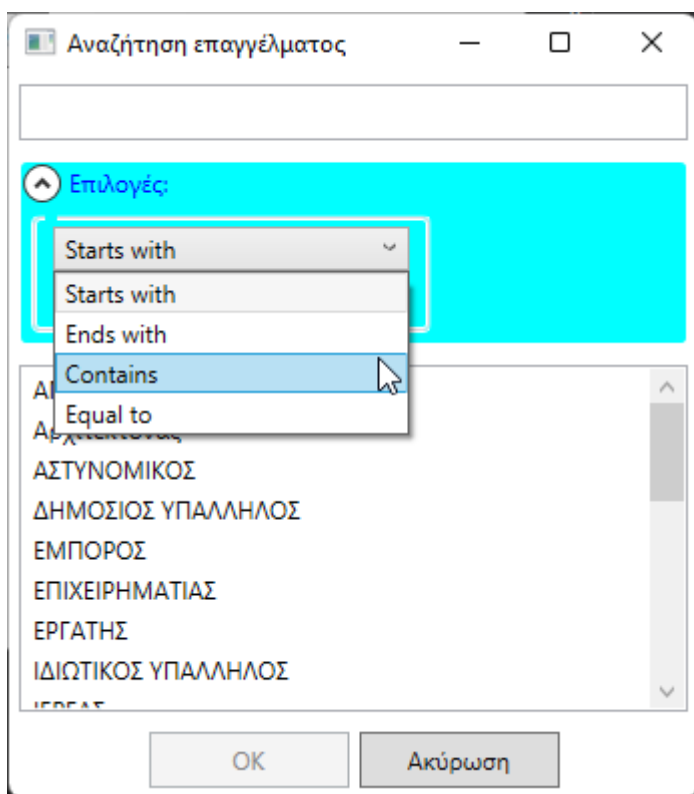 Αναζήτηση επαγγέλματος
Επιλογές:
Starts with
Starts with
Ends with
Contains
Equal to
ΑΣΤΥΝΟΜΙΚΟΣ
ΔΗΜΟΣΙΟΣ ΥΠΑΛΛΗΛΟΣ
ΕΜΠΟΡΟΣ
ΕΠΙΧΕΙΡΗΜΑΤΙΑΣ
ΕΡΓΑΤΗΣ
ΙΔΙΩΤΙΚΟΣ ΥΠΑΛΛΗΛΟΣ
OK Ακύρωση